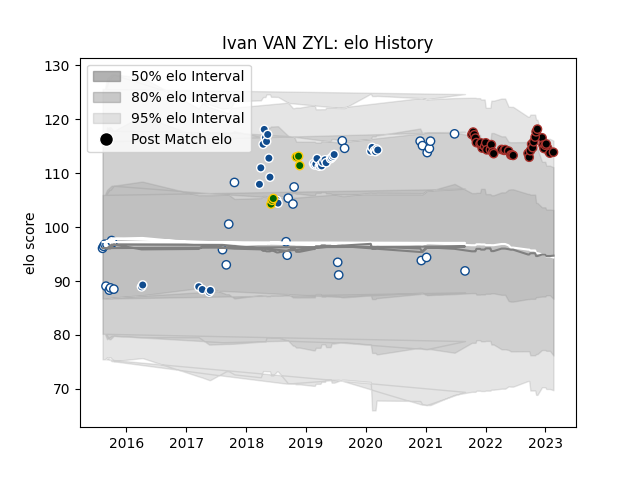 Ivan VAN ZYL: elo History
50% elo Interval
80% elo Interval
95% elo Interval
Post Match elo
elo score
130
120
110
100
90
80
70
2016 2017 2018 2019 2020 2021 2022 2023